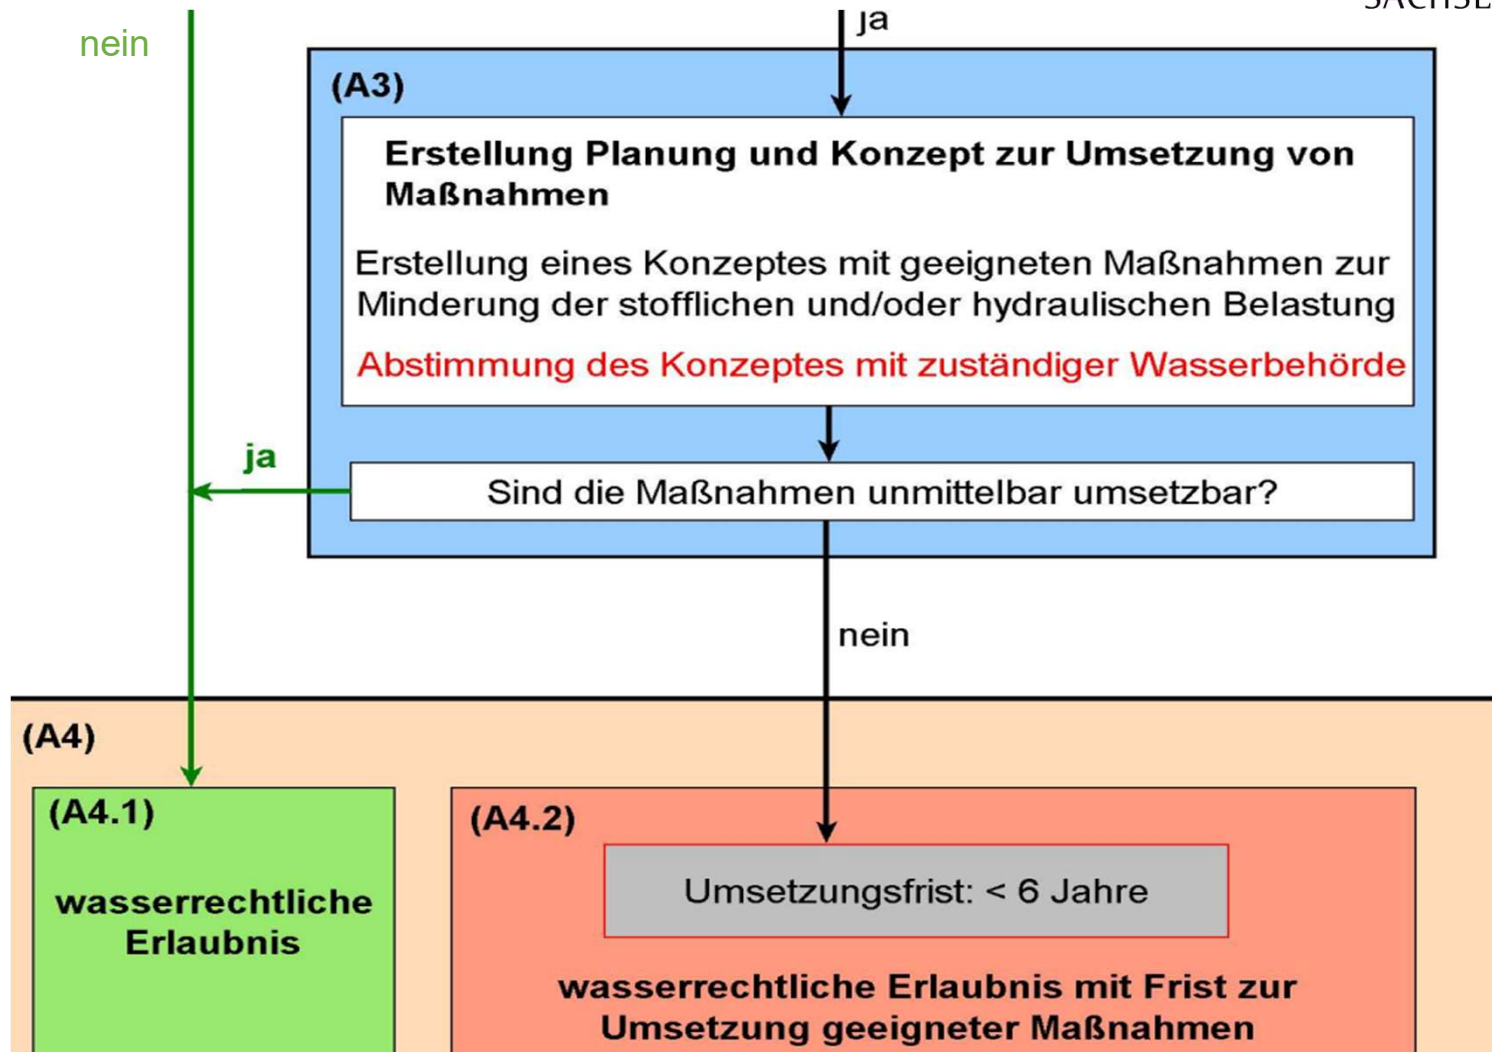 nein
ja
(A3)
Erstellung Planung und Konzept zur Umsetzung von
Maßnahmen
Erstellung eines Konzeptes mit geeigneten Maßnahmen zur
Minderung der stofflichen und/oder hydraulischen Belastung
Abstimmung des Konzeptes mit zuständiger Wasserbehörde
ja
Sind die Maßnahmen unmittelbar umsetzbar?
nein
(A4)
(A4.1)
wasserrechtliche
Erlaubnis
(A4.2)
Umsetzungsfrist: < 6 Jahre
wasserrechtliche Erlaubnis mit Frist zur
Umsetzung geeigneter Maßnahmen